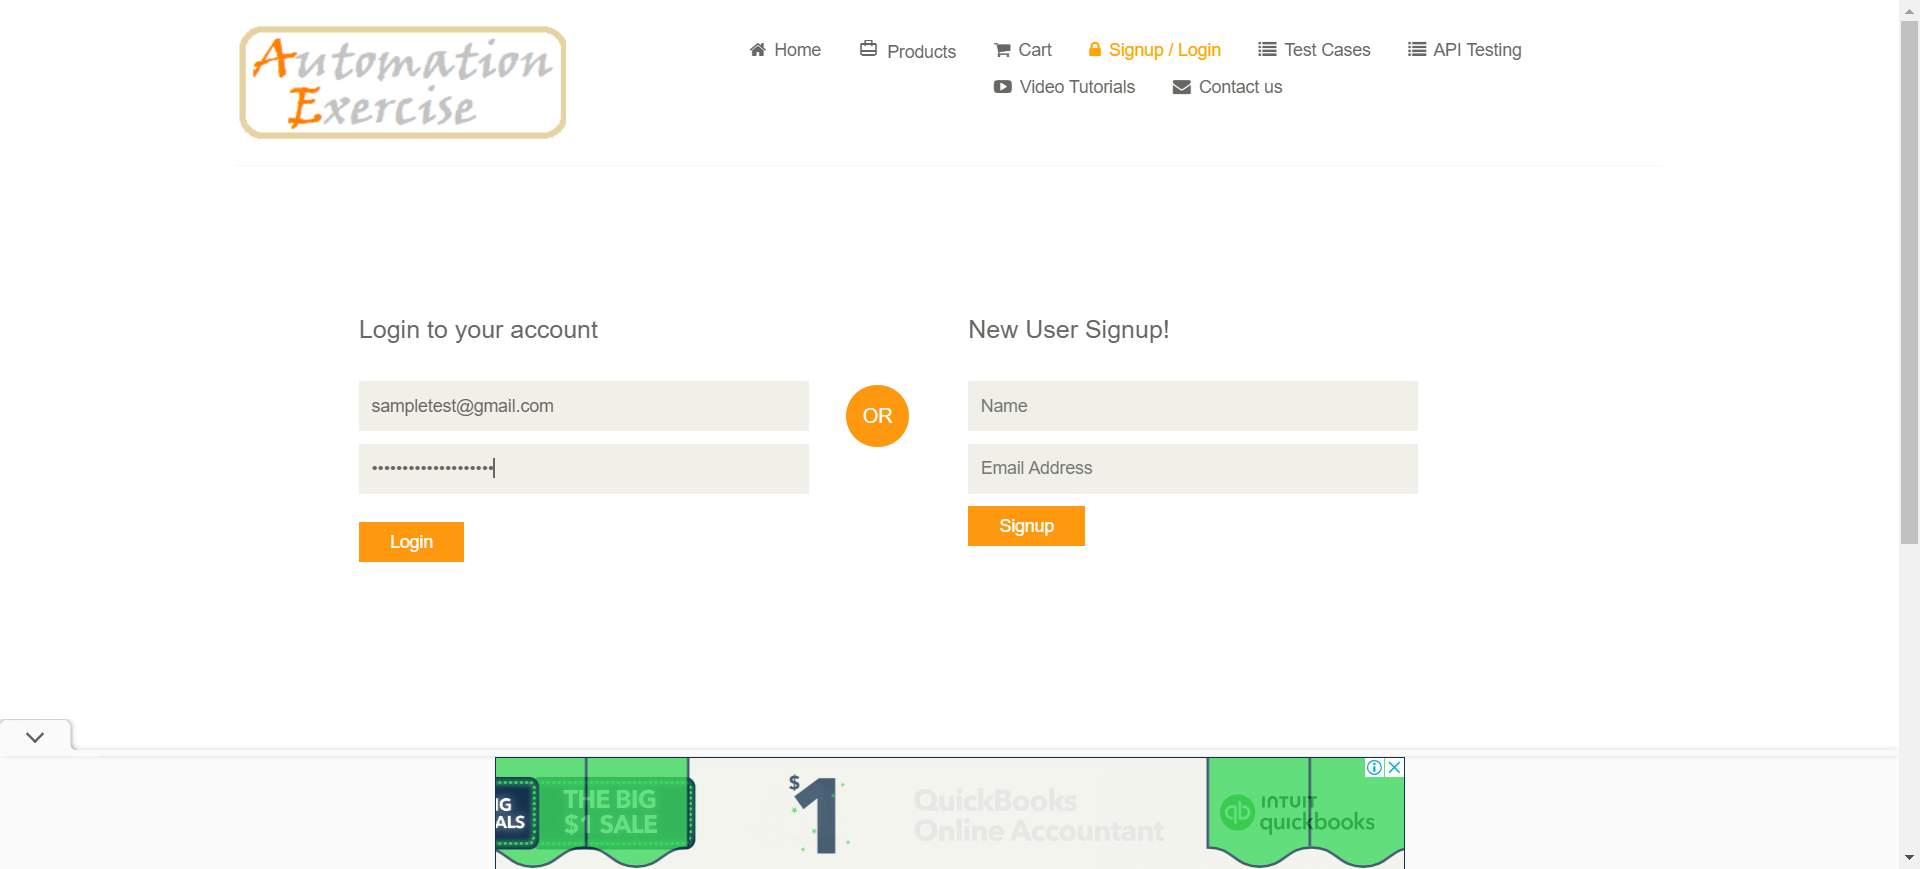 Automation
Exercise
Home
Products
Cart
Signup / Login
Test Cases
API Testing
Video Tutorials
Contact us
Login to your account
New User Signup!
sampletest@gmail.com
OR
Name
••••••••••••••••••••
Email Address
Login
Signup
IG
ALS
THE BIG
$1 SALE
$1
QuickBooks
Online Accountant
qb
INTUIT
quickbooks